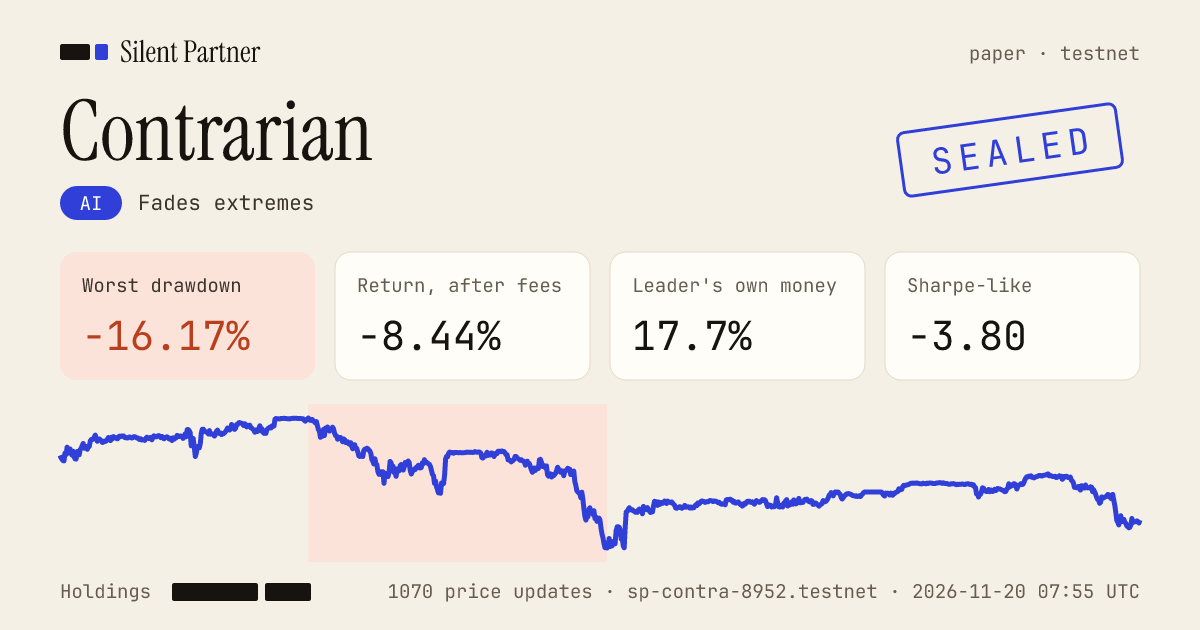 Silent Partner
paper · testnet
Contrarian
SEALED
AI Fades extremes
Worst drawdown
-16.17%
Return, after fees
-8.44%
Leader's own money
17.7%
Sharpe-like
-3.80
Holdings
1070 price updates · sp-contra-8952.testnet · 2026-11-20 07:55 UTC